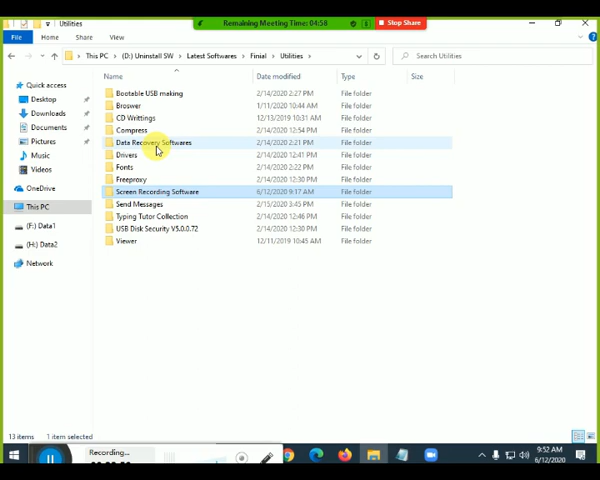 Utilities
Remaining Meeting Time: 04:58
Stop Share
File Home Share View
This PC > (D:) Uninstall SW > Latest Softwares > Finial > Utilities >
Search Utilities
Name Date modified Type Size
Quick access
Desktop
Downloads
Documents
Pictures
Music
Videos
OneDrive
This PC
(F:) Data1
(H:) Data2
Network
Bootable USB making 2/14/2020 2:27 PM File folder
Broswer 1/11/2020 10:44 AM File folder
CD Writtings 12/13/2019 10:31 AM File folder
Compress 2/14/2020 12:54 PM File folder
Data Recovery Softwares 2/14/2020 2:21 PM File folder
Drivers 2/14/2020 12:41 PM File folder
Fonts 2/14/2020 2:22 PM File folder
Freeproxy 2/14/2020 12:30 PM File folder
Screen Recording Software 6/12/2020 9:17 AM File folder
Send Messages 2/15/2020 3:45 PM File folder
Typing Tutor Collection 2/14/2020 12:46 PM File folder
USB Disk Security V5.0.0.72 2/14/2020 12:30 PM File folder
Viewer 12/11/2019 10:45 AM File folder
13 items 1 item selected
Recording...
9:52 AM
6/12/2020